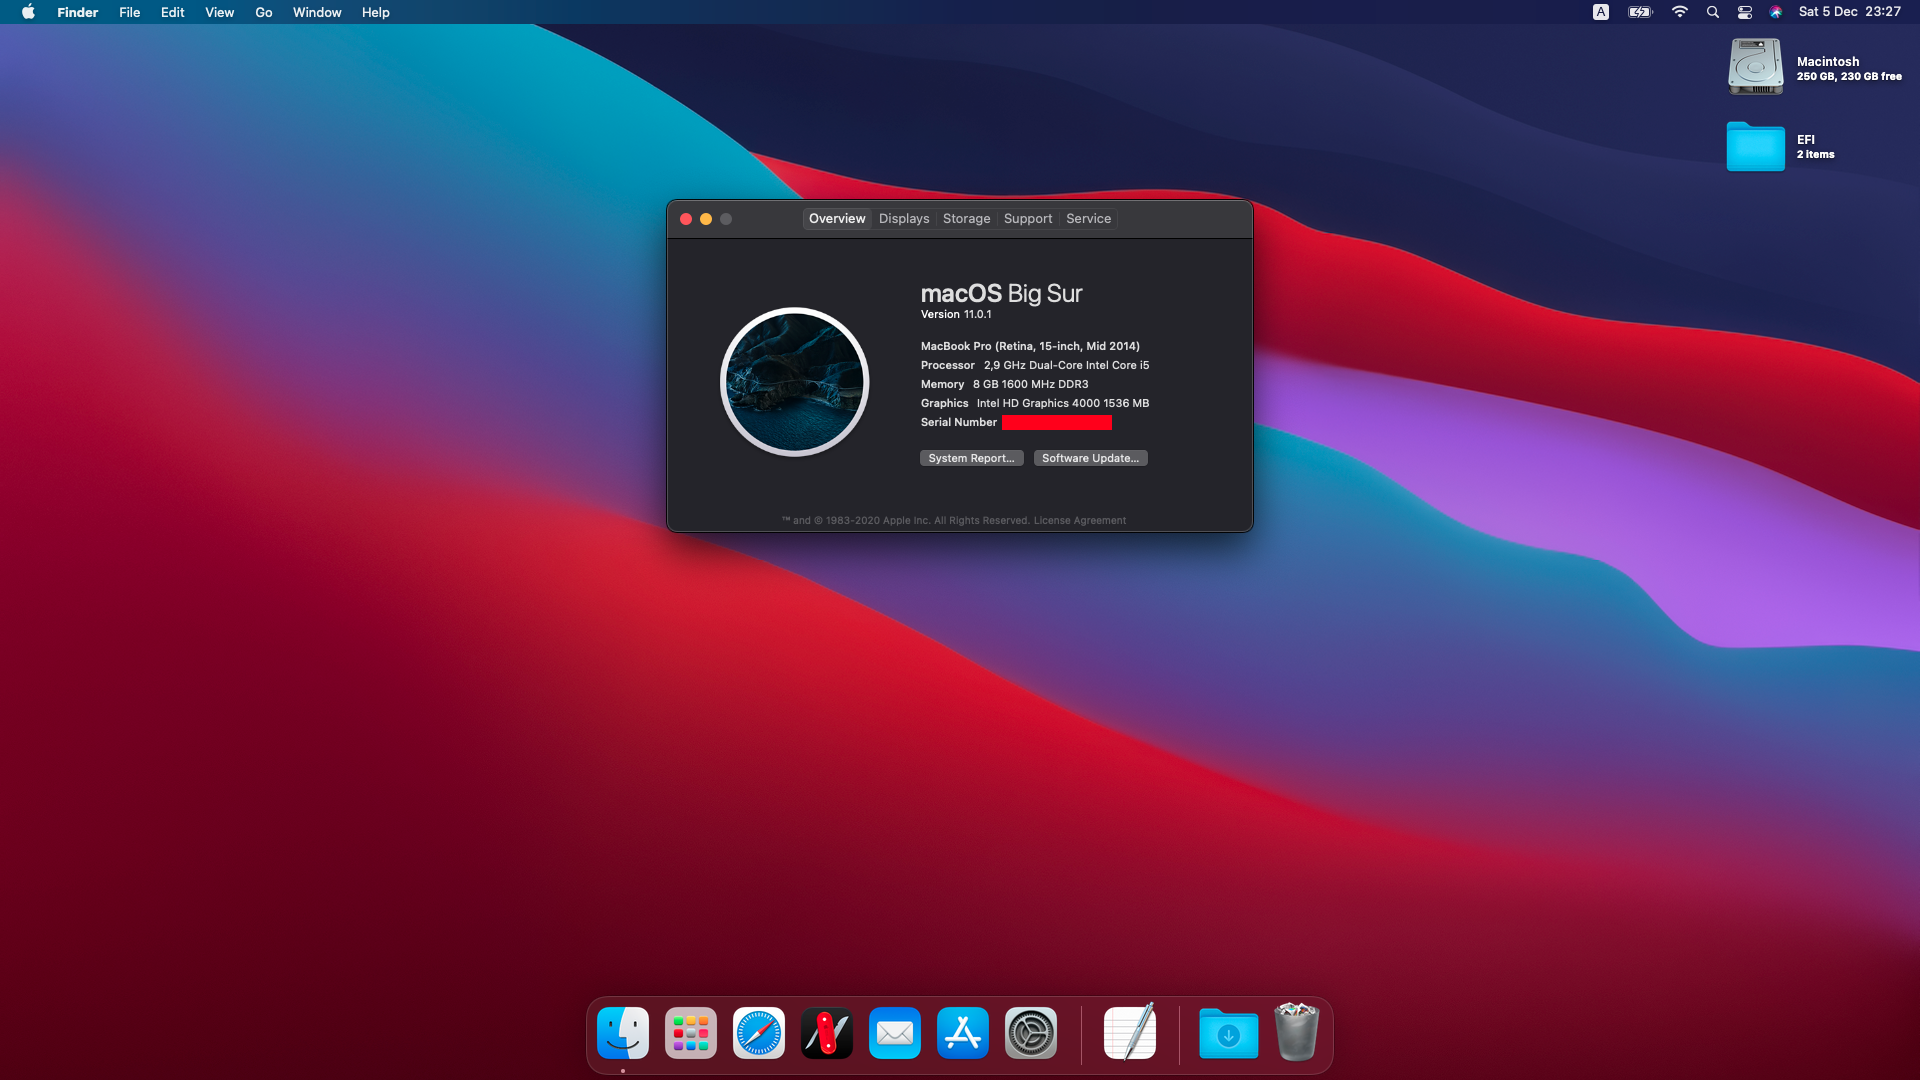 Finder File Edit View Go Window Help
A Sat 5 Dec 23:27
Macintosh
250 GB, 230 GB free
EFI
2 items
Overview Displays Storage Support Service
macOS Big Sur
Version 11.0.1
MacBook Pro (Retina, 15-inch, Mid 2014)
Processor 2,9 GHz Dual-Core Intel Core i5
Memory 8 GB 1600 MHz DDR3
Graphics Intel HD Graphics 4000 1536 MB
Serial Number
System Report... Software Update...
™ and © 1983-2020 Apple Inc. All Rights Reserved. License Agreement